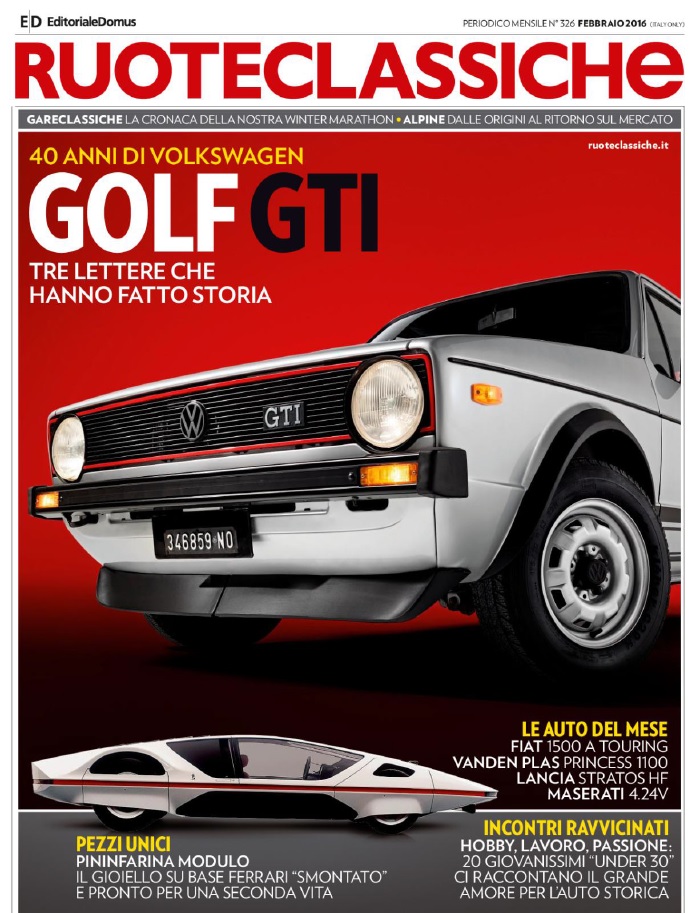 ED EditorialeDomus
PERIODICO MENSILE N° 326 FEBBRAIO 2016 (ITALY ONLY)
RUOTECLASSICHE
GARECLASSICHE LA CRONACA DELLA NOSTRA WINTER MARATHON • ALPINE DALLE ORIGINI AL RITORNO SUL MERCATO
ruoteclassiche.it
40 ANNI DI VOLKSWAGEN
GOLF GTI
TRE LETTERE CHE
HANNO FATTO STORIA
GTI
346859 NO
LE AUTO DEL MESE
FIAT 1500 A TOURING
VANDEN PLAS PRINCESS 1100
LANCIA STRATOS HF
MASERATI 4.24V
PEZZI UNICI
PININFARINA MODULO
IL GIOIELLO SU BASE FERRARI “SMONTATO”
E PRONTO PER UNA SECONDA VITA
INCONTRI RAVVICINATI
HOBBY, LAVORO, PASSIONE:
20 GIOVANISSIMI “UNDER 30”
CI RACCONTANO IL GRANDE
AMORE PER L'AUTO STORICA